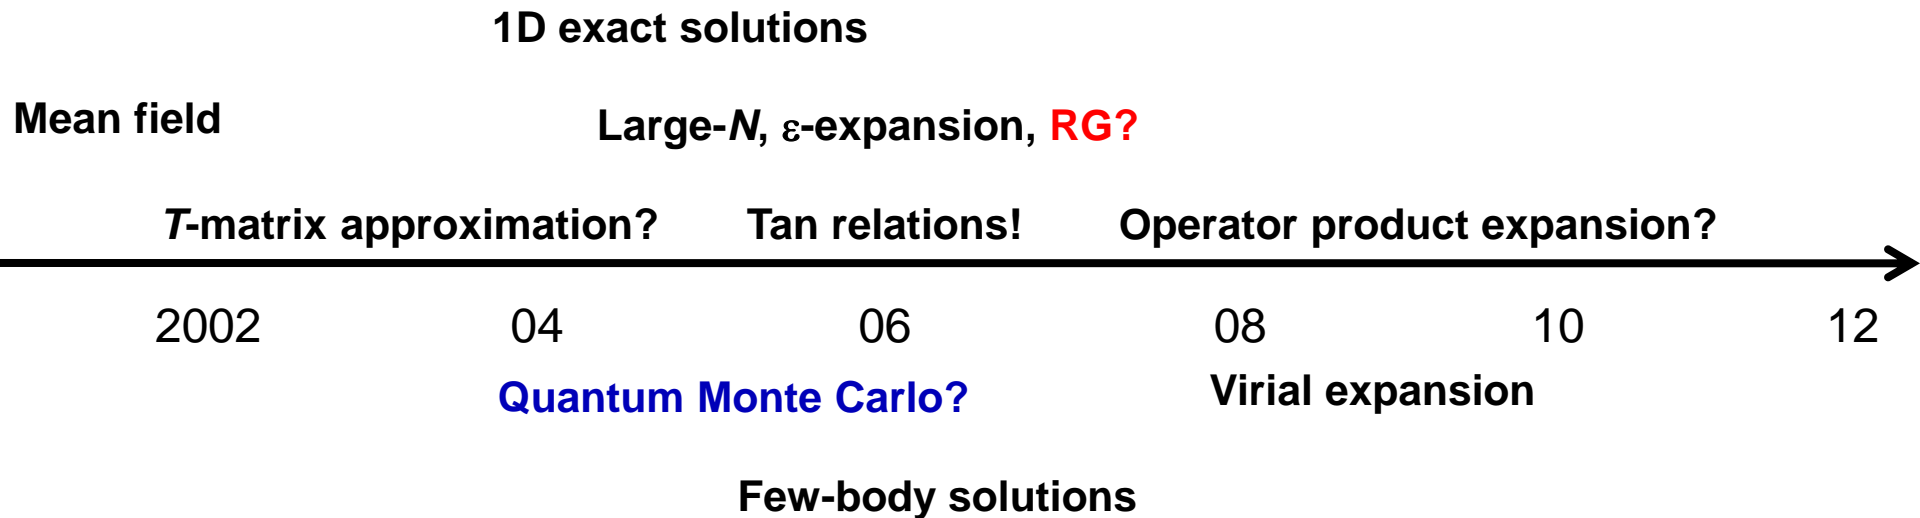 1D exact solutions
Mean field
Large-N, ε-expansion, RG?
T-matrix approximation? Tan relations! Operator product expansion?
2002 04 06 08 10 12
Quantum Monte Carlo? Virial expansion
Few-body solutions